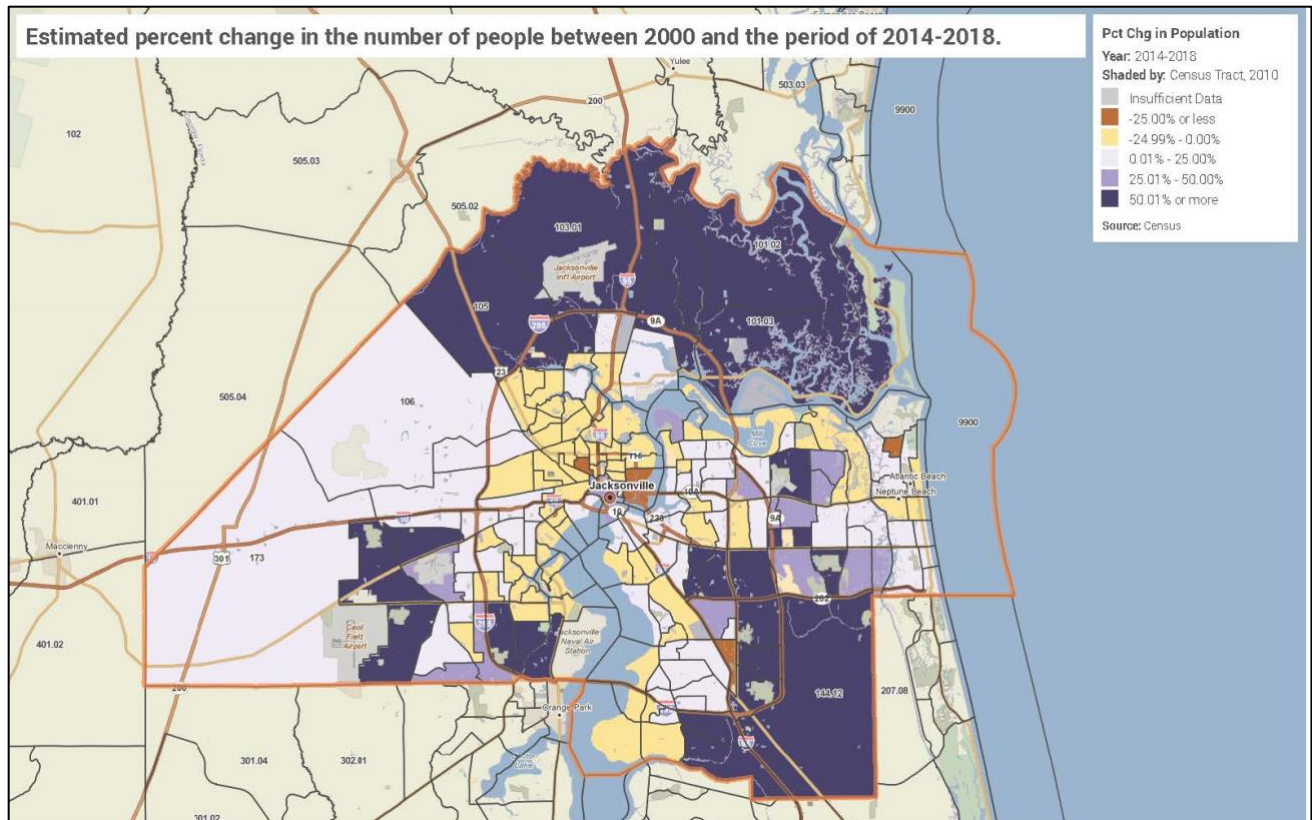 Estimated percent change in the number of people between 2000 and the period of 2014-2018.
Pct Chg in Population
Year: 2014-2018
Shaded by: Census Tract, 2010
Insufficient Data
-25.00% or less
-24.99% - 0.00%
0.01% - 25.00%
25.01% - 50.00%
50.01% or more
Source: Census
Yulee
503.03
200
9900
102
505.03
505.02
103.01
101.02
Jacksonville
Int'l Airport
95
105
101.03
295
9A
23
505.04
106
9900
95
Mill
Cove
116
401.01
Jacksonville
10A
Atlantic Beach
Neptune Beach
10
228
9A
Macclenny
301
173
202
Cecil
Field
Airport
Jacksonville
Naval Air
Station
401.02
200
144.12
207.08
Orange Park
301.04
302.01
Lake
301.02